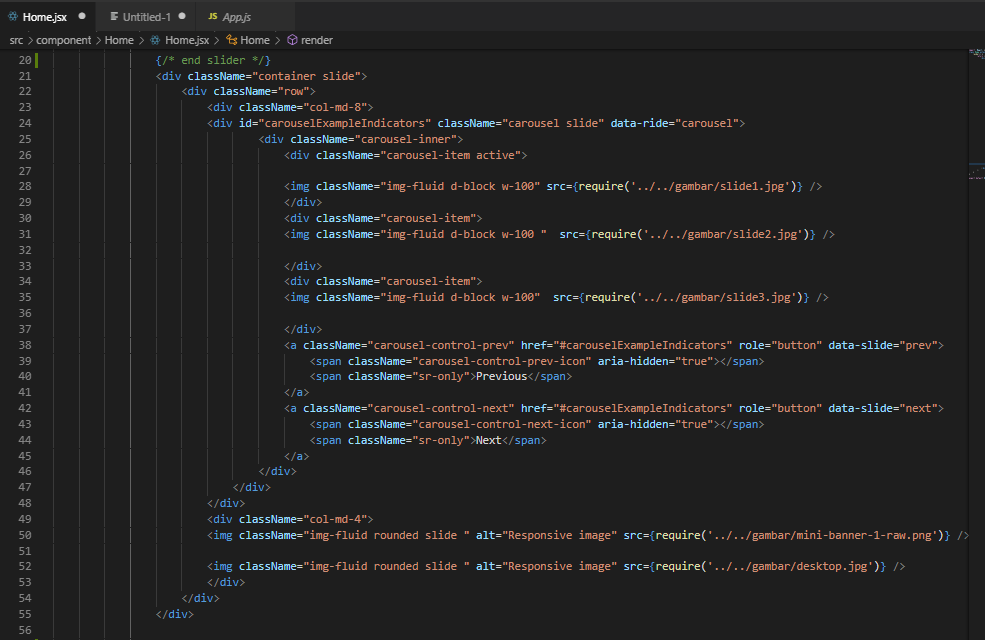 Home.jsx ● Untitled-1 ● JS App.js
src > component > Home > Home.jsx > Home > render
20 {/* end slider */}
21 <div className="container slide">
22 <div className="row">
23 <div className="col-md-8">
24 <div id="carouselExampleIndicators" className="carousel slide" data-ride="carousel">
25 <div className="carousel-inner">
26 <div className="carousel-item active">
27
28 <img className="img-fluid d-block w-100" src={require('../../gambar/slide1.jpg')} />
29 </div>
30 <div className="carousel-item">
31 <img className="img-fluid d-block w-100 "  src={require('../../gambar/slide2.jpg')} />
32
33 </div>
34 <div className="carousel-item">
35 <img className="img-fluid d-block w-100"  src={require('../../gambar/slide3.jpg')} />
36
37 </div>
38 <a className="carousel-control-prev" href="#carouselExampleIndicators" role="button" data-slide="prev">
39 <span className="carousel-control-prev-icon" aria-hidden="true"></span>
40 <span className="sr-only">Previous</span>
41 </a>
42 <a className="carousel-control-next" href="#carouselExampleIndicators" role="button" data-slide="next">
43 <span className="carousel-control-next-icon" aria-hidden="true"></span>
44 <span className="sr-only">Next</span>
45 </a>
46 </div>
47 </div>
48 </div>
49 <div className="col-md-4">
50 <img className="img-fluid rounded slide " alt="Responsive image" src={require('../../gambar/mini-banner-1-raw.png')} />
51
52 <img className="img-fluid rounded slide " alt="Responsive image" src={require('../../gambar/desktop.jpg')} />
53 </div>
54 </div>
55 </div>
56